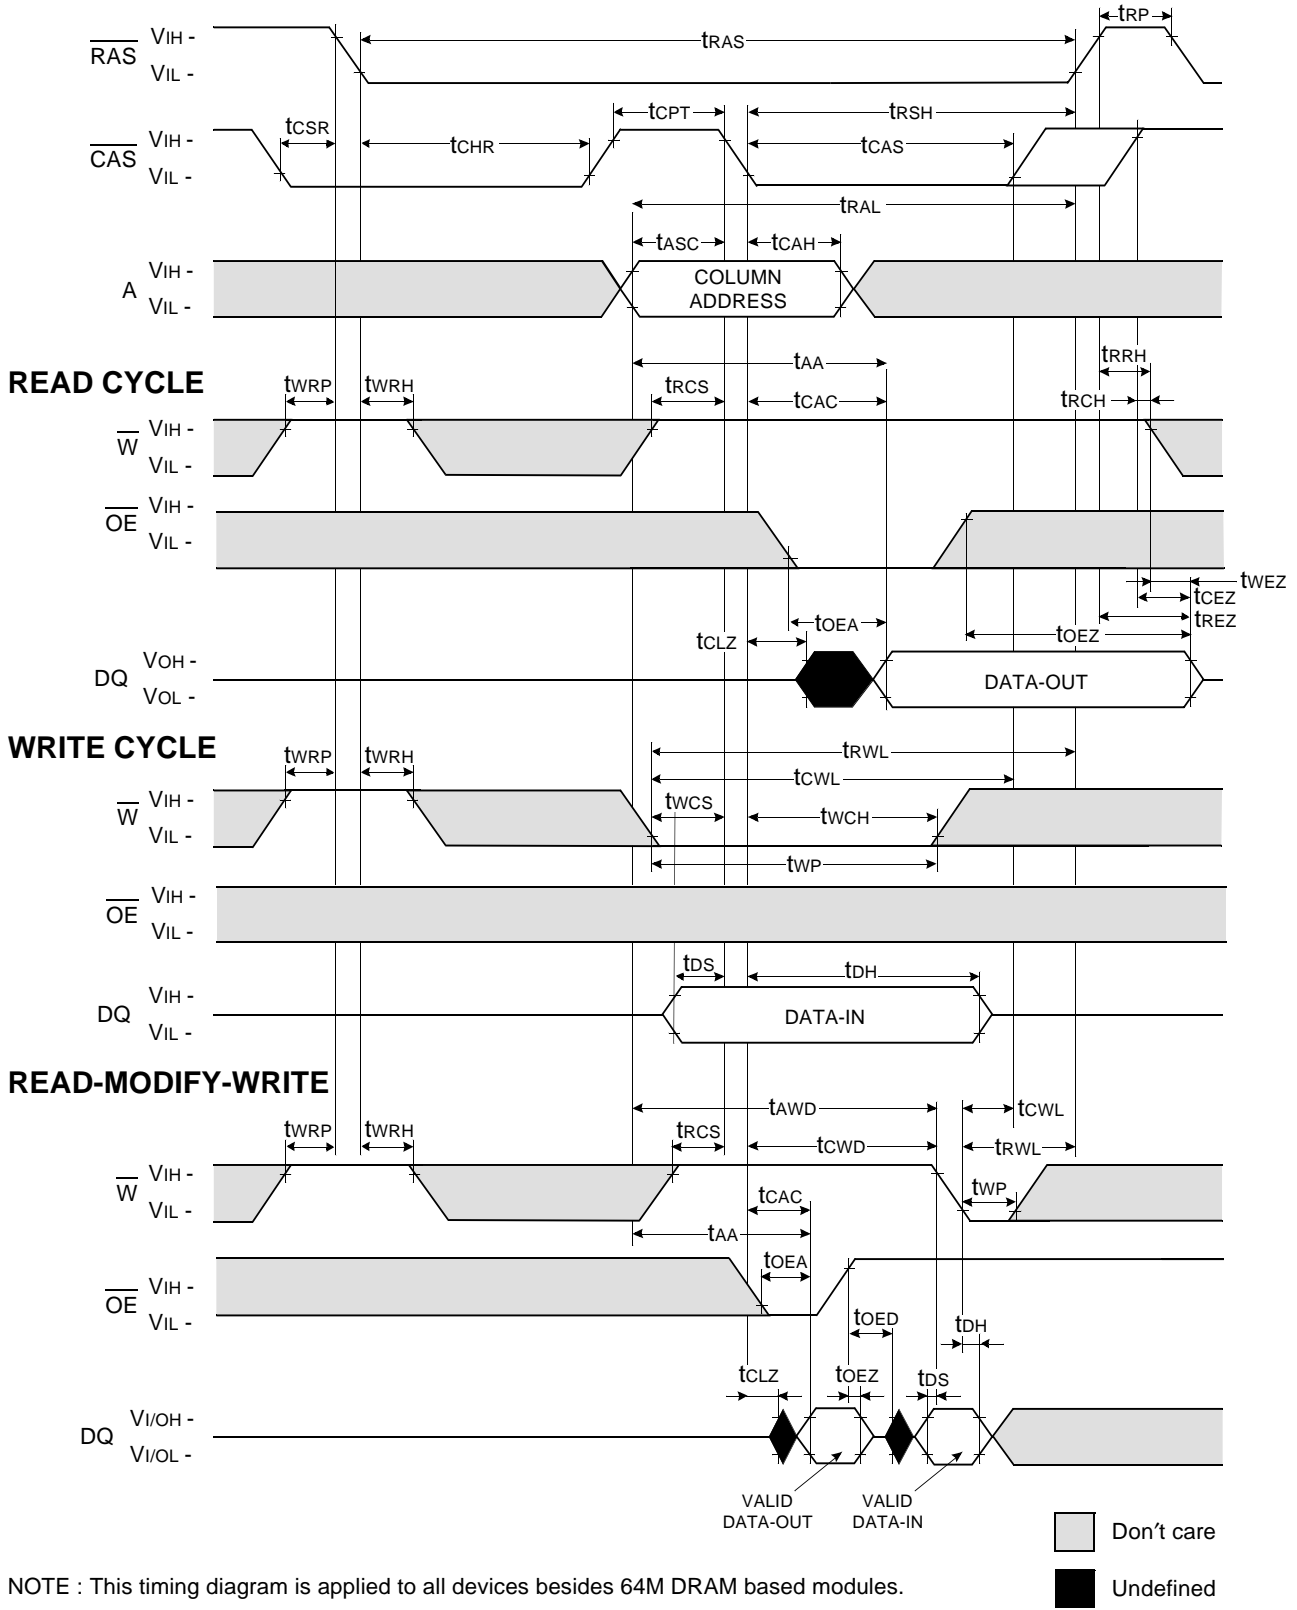 tRP
RAS
VIH -
VIL -
tRAS
tCPT
tRSH
CAS
VIH -
VIL -
tCSR
tCHR
tCAS
tRAL
tASC
tCAH
A
VIH -
VIL -
COLUMN
ADDRESS
READ CYCLE
tAA
tRRH
tWRP
tWRH
tRCS
tCAC
tRCH
W
VIH -
VIL -
OE
VIH -
VIL -
tWEZ
tCEZ
tREZ
tOEA
tOEZ
tCLZ
DQ
VOH -
VOL -
DATA-OUT
WRITE CYCLE
tWRP
tWRH
tRWL
tCWL
W
VIH -
VIL -
tWCS
tWCH
tWP
OE
VIH -
VIL -
tDS
tDH
DQ
VIH -
VIL -
DATA-IN
READ-MODIFY-WRITE
tAWD
tCWL
tWRP
tWRH
tRCS
tCWD
tRWL
W
VIH -
VIL -
tCAC
tWP
tAA
OE
VIH -
VIL -
tOEA
tOED
tDH
tCLZ
tOEZ
tDS
DQ
VI/OH -
VI/OL -
VALID
DATA-OUT
VALID
DATA-IN
Don′t care
NOTE : This timing diagram is applied to all devices besides 64M DRAM based modules.
Undefined